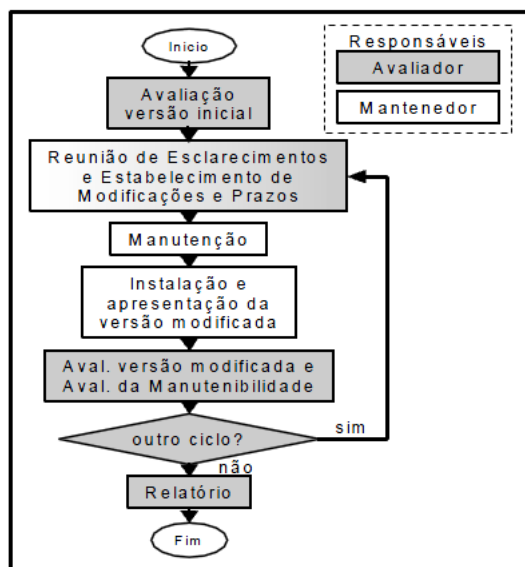 Inicio
Responsáveis
Avaliador
Mantenedor
Avaliação
versão inicial
Reunião de Esclarecimentos
e Estabelecimento de
Modificações e Prazos
Manutenção
Instalação e
apresentação da
versão modificada
Aval. versão modificada e
Aval. da Manutenibilidade
outro ciclo?
sim
não
Relatório
Fim